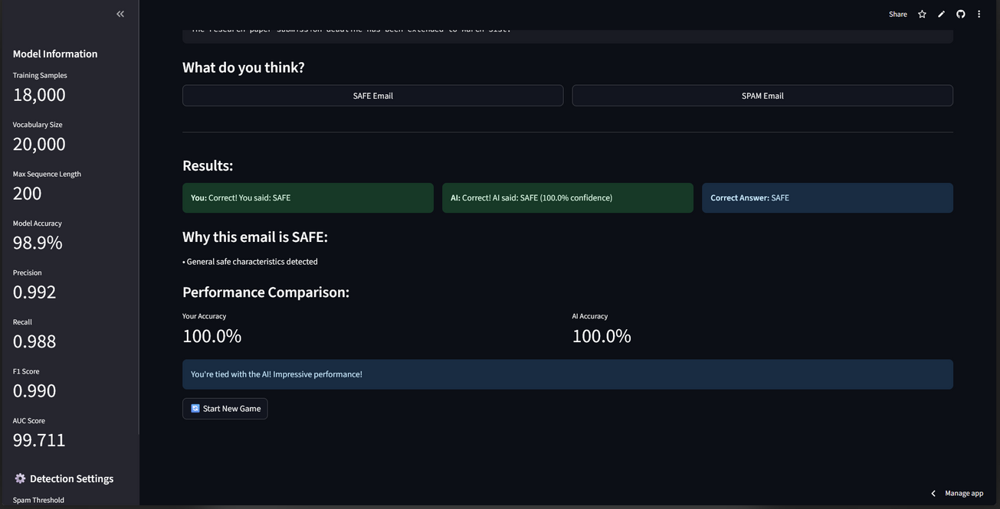 Share
The research paper submission deadline has been extended to March 31st.
Model Information
Training Samples
18,000
Vocabulary Size
20,000
Max Sequence Length
200
Model Accuracy
98.9%
Precision
0.992
Recall
0.988
F1 Score
0.990
AUC Score
99.711
Detection Settings
Spam Threshold
What do you think?
SAFE Email
SPAM Email
Results:
You: Correct! You said: SAFE
AI: Correct! AI said: SAFE (100.0% confidence)
Correct Answer: SAFE
Why this email is SAFE:
• General safe characteristics detected
Performance Comparison:
Your Accuracy
AI Accuracy
100.0%
100.0%
You're tied with the AI! Impressive performance!
Start New Game
Manage app